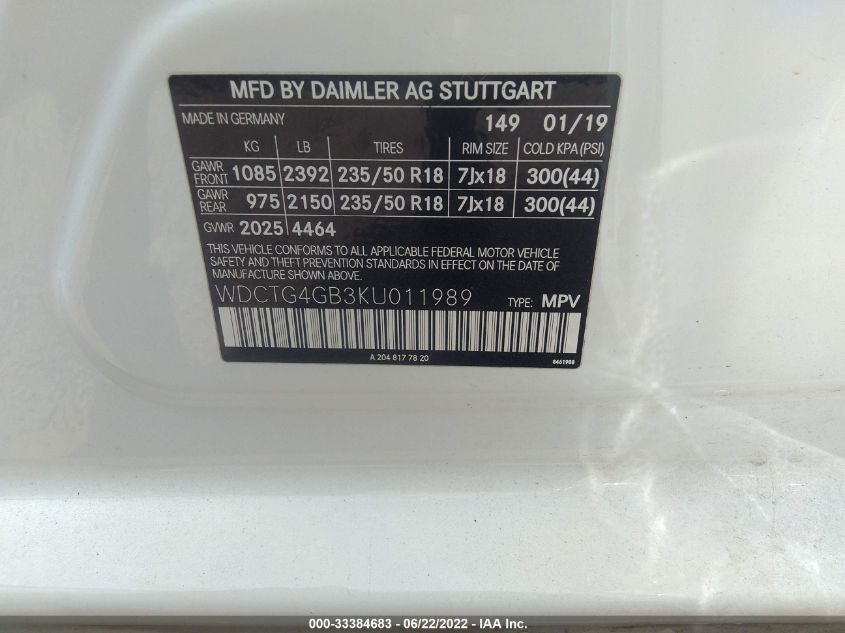 MFD BY DAIMLER AG STUTTGART
MADE IN GERMANY 149 01/19
KG LB TIRES RIM SIZE COLD KPA (PSI)
GAWR FRONT 1085 2392 235/50 R18 7Jx18 300(44)
GAWR REAR 975 2150 235/50 R18 7Jx18 300(44)
GVWR 2025 4464
THIS VEHICLE CONFORMS TO ALL APPLICABLE FEDERAL MOTOR VEHICLE
SAFETY AND THEFT PREVENTION STANDARDS IN EFFECT ON THE DATE OF
MANUFACTURE.
WDCTG4GB3KU011989 TYPE: MPV
A 204 817 78 20 8461988
000-33384683 - 06/22/2022 - IAA Inc.